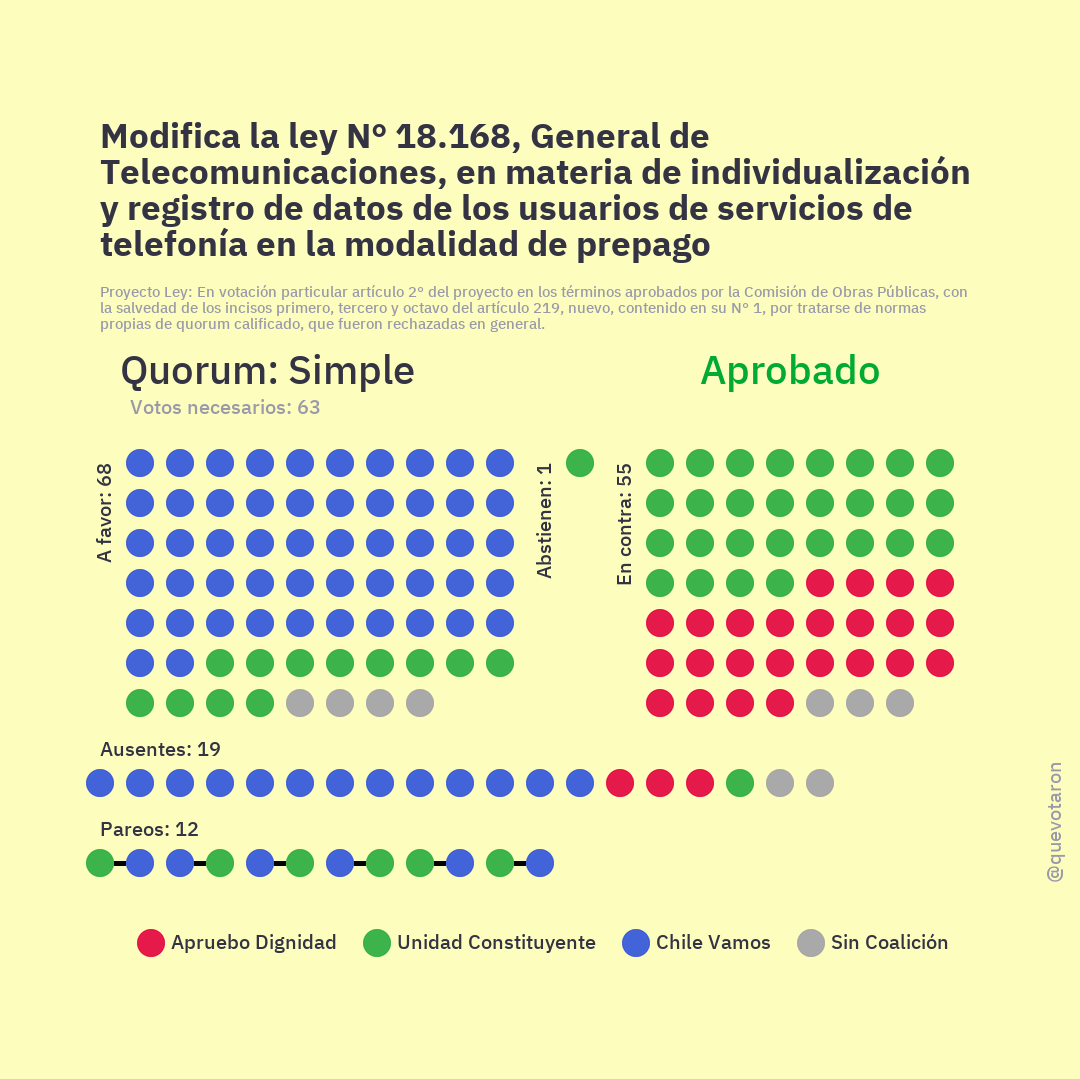 Modifica la ley N° 18.168, General de
Telecomunicaciones, en materia de individualización
y registro de datos de los usuarios de servicios de
telefonía en la modalidad de prepago
Proyecto Ley: En votación particular artículo 2° del proyecto en los términos aprobados por la Comisión de Obras Públicas, con
la salvedad de los incisos primero, tercero y octavo del artículo 219, nuevo, contenido en su N° 1, por tratarse de normas
propias de quorum calificado, que fueron rechazadas en general.
Quorum: Simple
Aprobado
Votos necesarios: 63
A favor: 68
Abstienen: 1
En contra: 55
Ausentes: 19
Pareos: 12
@quevotaron
Apruebo Dignidad
Unidad Constituyente
Chile Vamos
Sin Coalición